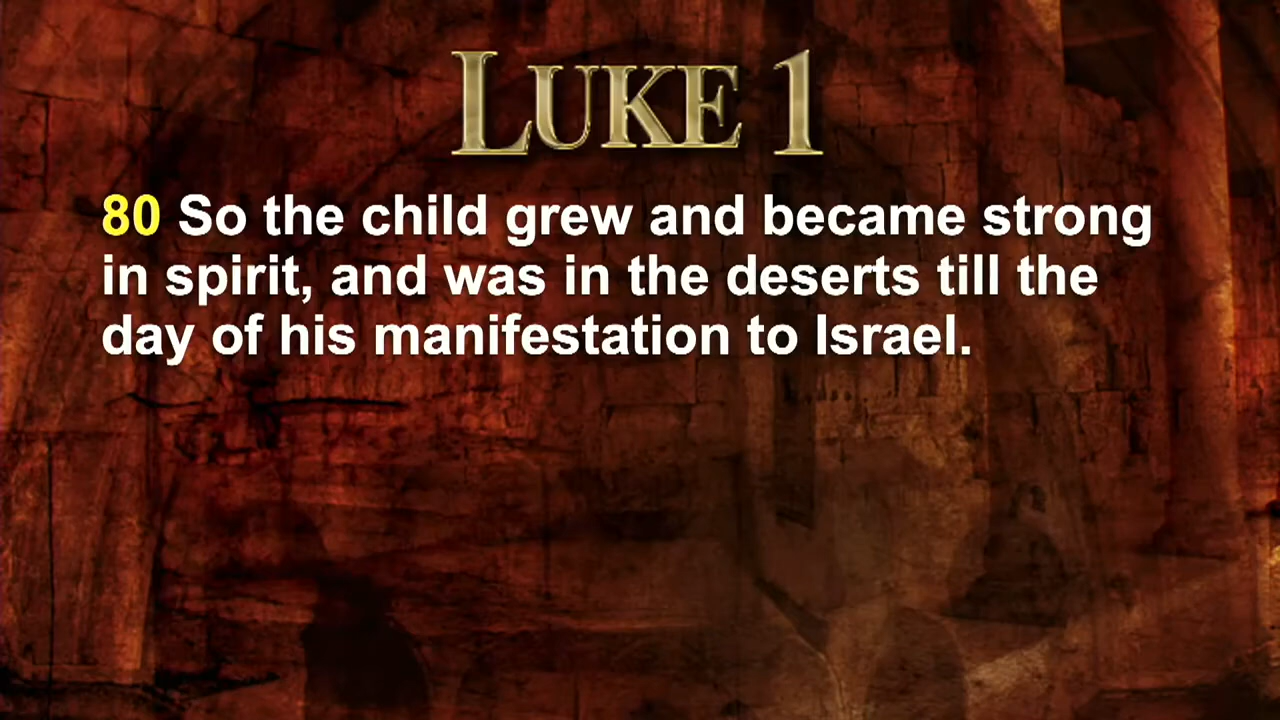 LUKE 1
80 So the child grew and became strong
in spirit, and was in the deserts till the
day of his manifestation to Israel.